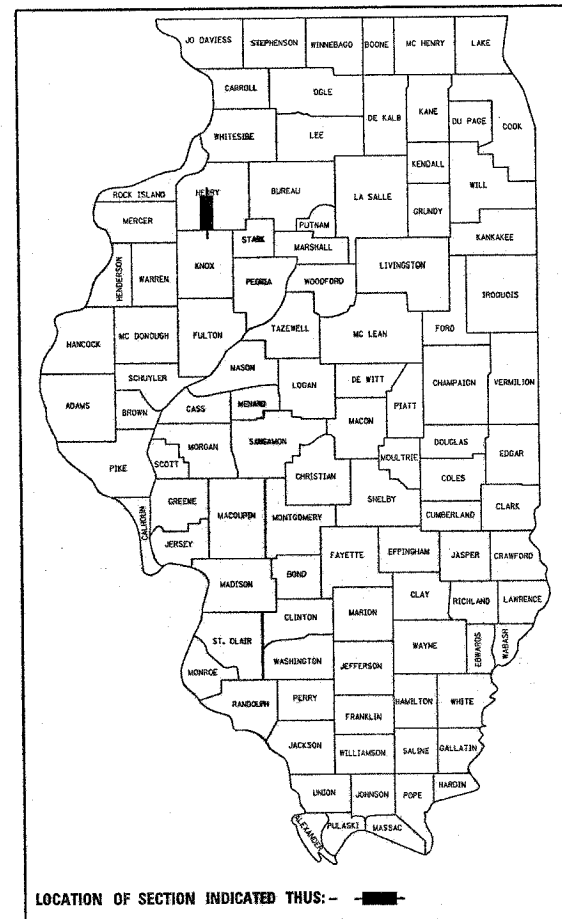 JO DAVIESS
STEPHENSON
WINNEBAGO
BOONE
MC HENRY
LAKE
CARROLL
OGLE
DE KALB
KANE
DU PAGE
COOK
WHITESIDE
LEE
KENDALL
WILL
ROCK ISLAND
HENRY
BUREAU
LA SALLE
GRUNDY
MERCER
PUTNAM
KANKAKEE
STARK
MARSHALL
HENDERSON
WARREN
KNOX
PEORIA
WOODFORD
LIVINGSTON
IROQUOIS
FORD
HANCOCK
MC DONOUGH
FULTON
TAZEWELL
MC LEAN
SCHUYLER
MASON
LOGAN
DE WITT
CHAMPAIGN
VERMILION
ADAMS
BROWN
CASS
MENARD
MACON
PIATT
PIKE
SCOTT
MORGAN
SANGAMON
MOULTRIE
DOUGLAS
EDGAR
CHRISTIAN
COLES
CALHOUN
GREENE
MACOUPIN
MONTGOMERY
SHELBY
CUMBERLAND
CLARK
JERSEY
FAYETTE
EFFINGHAM
JASPER
CRAWFORD
MADISON
BOND
CLAY
RICHLAND
LAWRENCE
CLINTON
MARION
ST. CLAIR
WAYNE
EDWARDS
WABASH
WASHINGTON
JEFFERSON
MONROE
RANDOLPH
PERRY
HAMILTON
WHITE
FRANKLIN
JACKSON
WILLIAMSON
SALINE
GALLATIN
UNION
JOHNSON
POPE
HARDIN
ALEXANDER
PULASKI
MASSAC
LOCATION OF SECTION INDICATED THUS:-